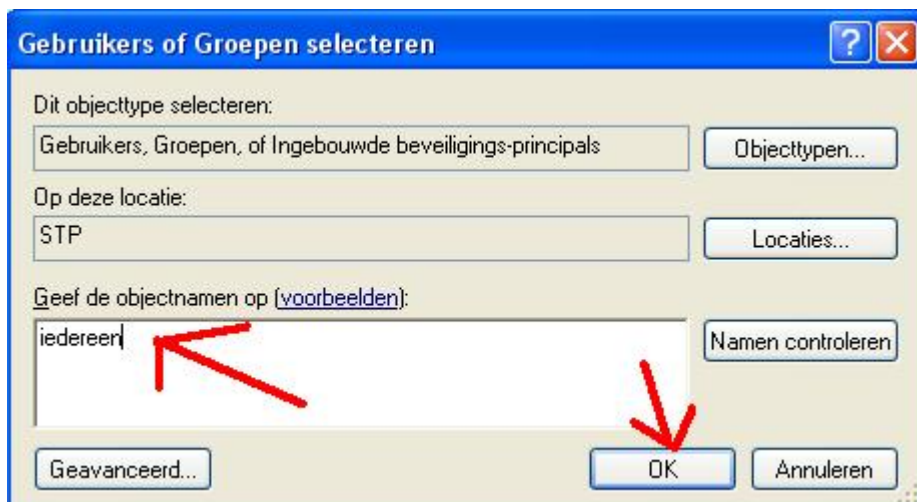 Gebruikers of Groepen selecteren
Dit objecttype selecteren:
Gebruikers, Groepen, of Ingebouwde beveiligings-principals
Objecttypen...
Op deze locatie:
STP
Locaties...
Geef de objectnamen op (voorbeelden):
iedereen
Namen controleren
Geavanceerd...
OK
Annuleren